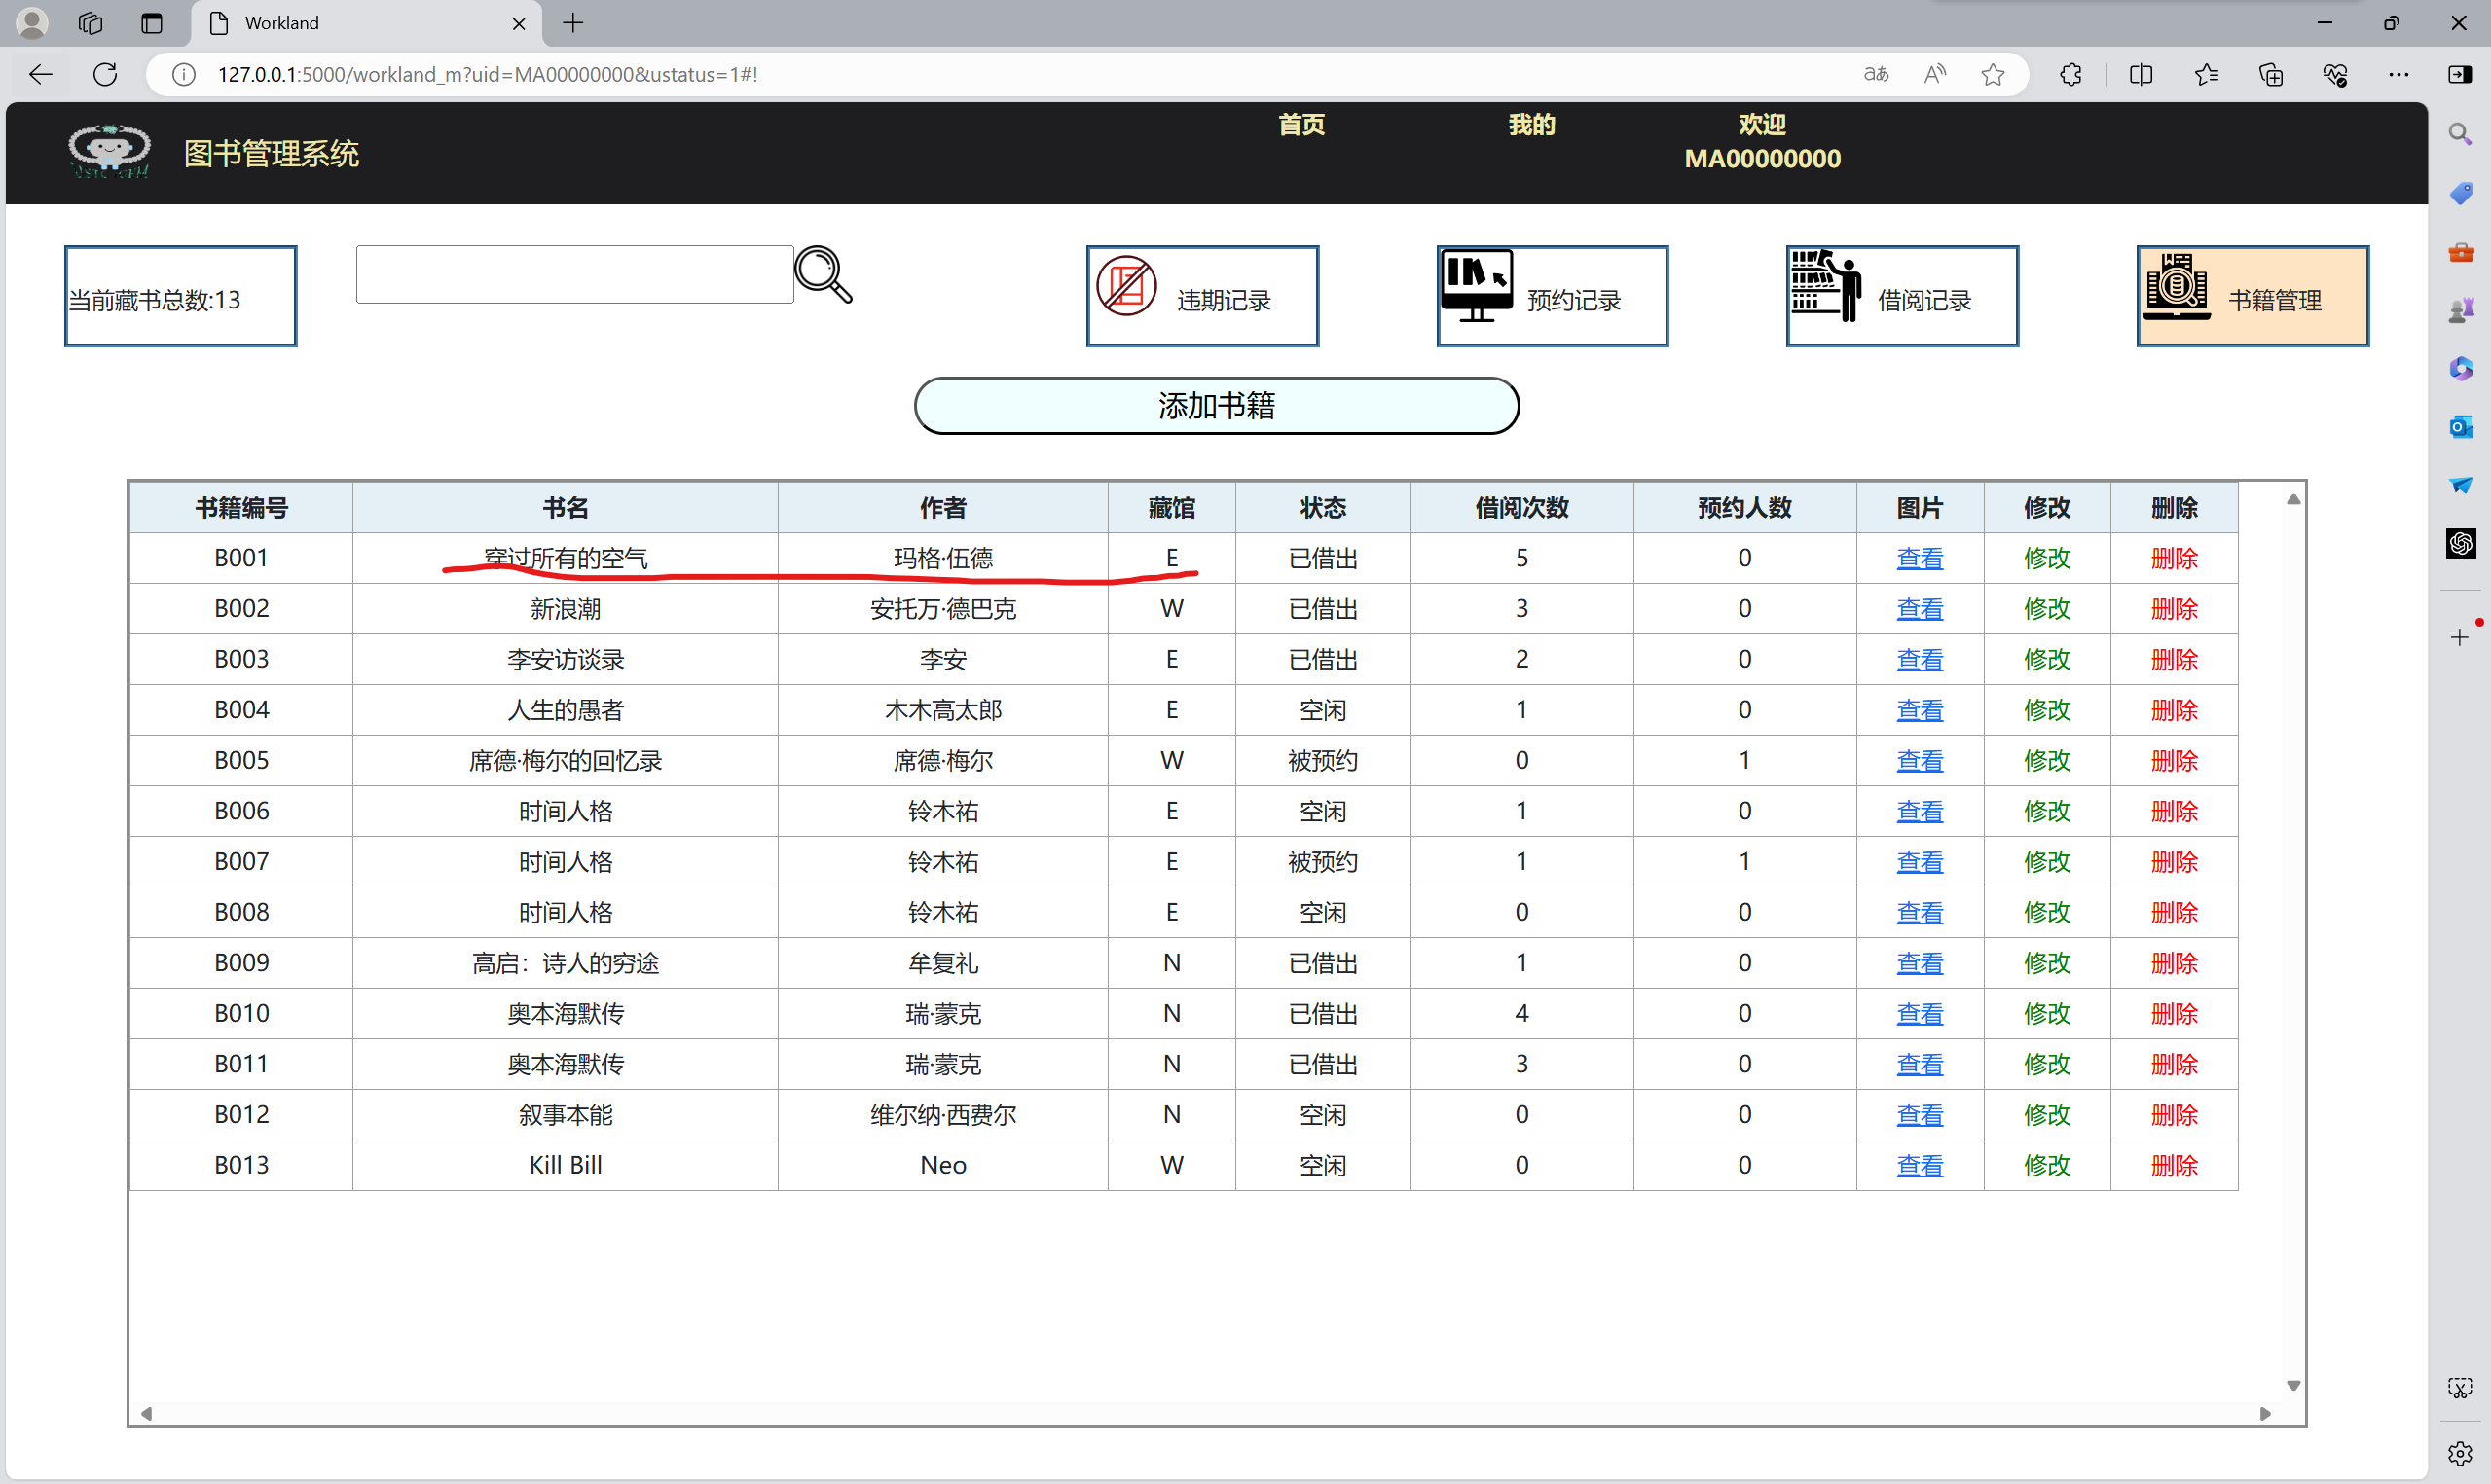 Workland
127.0.0.1:5000/workland_m?uid=MA00000000&ustatus=1#!
图书管理系统
首页 我的 欢迎
MA00000000
当前藏书总数:13 违期记录 预约记录 借阅记录 书籍管理
添加书籍
书籍编号 书名 作者 藏馆 状态 借阅次数 预约人数 图片 修改 删除
B001 穿过所有的空气 玛格·伍德 E 已借出 5 0 查看 修改 删除
B002 新浪潮 安托万·德巴克 W 已借出 3 0 查看 修改 删除
B003 李安访谈录 李安 E 已借出 2 0 查看 修改 删除
B004 人生的愚者 木木高太郎 E 空闲 1 0 查看 修改 删除
B005 席德·梅尔的回忆录 席德·梅尔 W 被预约 0 1 查看 修改 删除
B006 时间人格 铃木祐 E 空闲 1 0 查看 修改 删除
B007 时间人格 铃木祐 E 被预约 1 1 查看 修改 删除
B008 时间人格 铃木祐 E 空闲 0 0 查看 修改 删除
B009 高启：诗人的穷途 牟复礼 N 已借出 1 0 查看 修改 删除
B010 奥本海默传 瑞·蒙克 N 已借出 4 0 查看 修改 删除
B011 奥本海默传 瑞·蒙克 N 已借出 3 0 查看 修改 删除
B012 叙事本能 维尔纳·西费尔 N 空闲 0 0 查看 修改 删除
B013 Kill Bill Neo W 空闲 0 0 查看 修改 删除